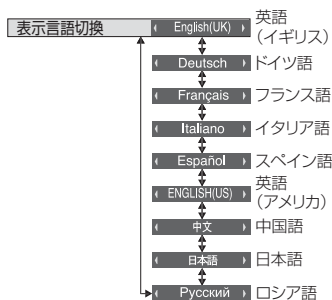 表示言語切換
English(UK)
英語
(イギリス)
Deutsch
ドイツ語
Français
フランス語
Italiano
イタリア語
Español
スペイン語
ENGLISH(US)
英語
(アメリカ)
中文
中国語
日本語
日本語
Русский
ロシア語